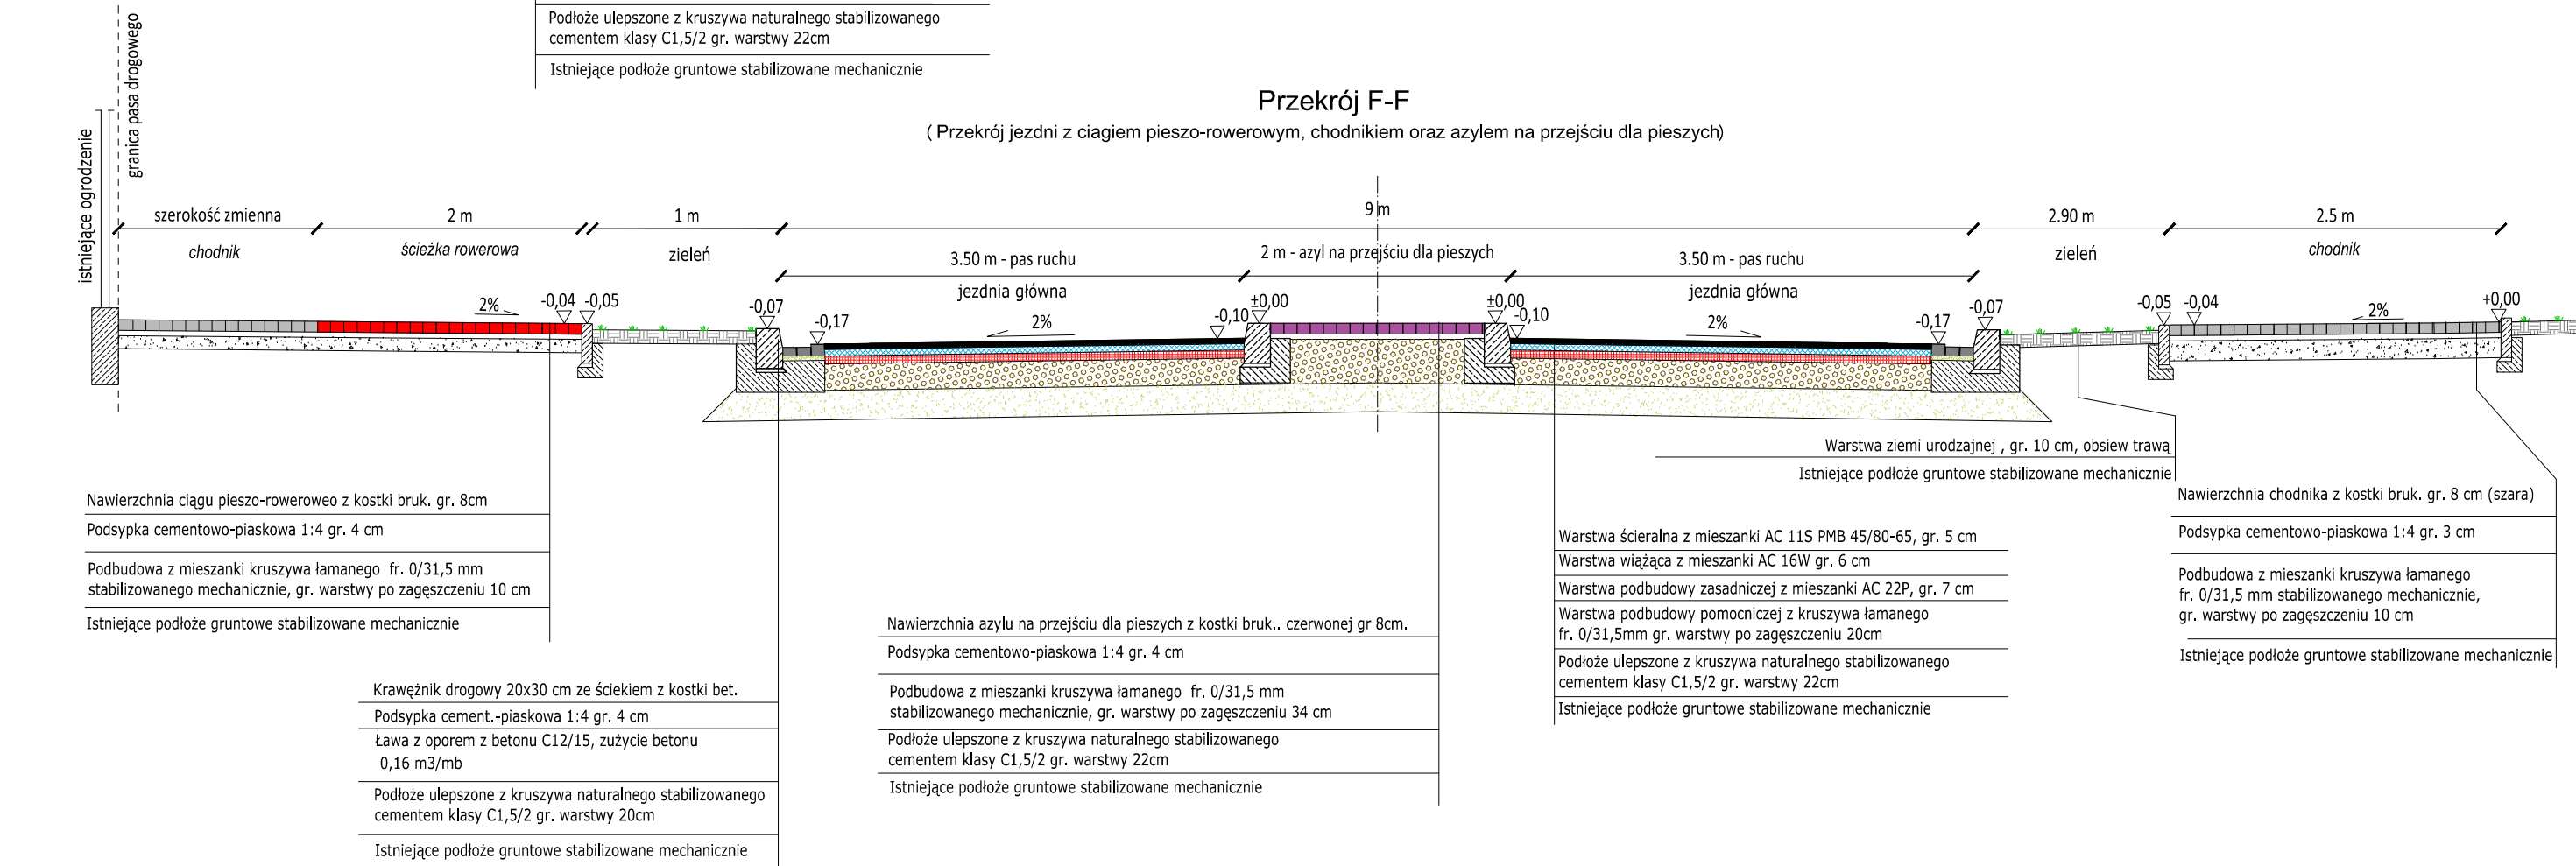 Podłoże ulepszone z kruszywa naturalnego stabilizowanego
cementem klasy C1,5/2 gr. warstwy 22cm
Istniejące podłoże gruntowe stabilizowane mechanicznie
granica pasa drogowego
istniejące ogrodzenie
Przekrój F-F
( Przekrój jezdni z ciagiem pieszo-rowerowym, chodnikiem oraz azylem na przejściu dla pieszych)
szerokość zmienna
2 m
1 m
9 m
2.90 m
2.5 m
chodnik
ścieżka rowerowa
zieleń
3.50 m - pas ruchu
2 m - azyl na przejściu dla pieszych
3.50 m - pas ruchu
zieleń
chodnik
jezdnia główna
jezdnia główna
2%
-0,04
-0,05
-0,07
-0,17
2%
-0,10
±0,00
±0,00
-0,10
2%
-0,17
-0,07
-0,05
-0,04
2%
+0,00
Warstwa ziemi urodzajnej , gr. 10 cm, obsiew trawą
Istniejące podłoże gruntowe stabilizowane mechanicznie
Nawierzchnia ciągu pieszo-roweroweo z kostki bruk. gr. 8cm
Podsypka cementowo-piaskowa 1:4 gr. 4 cm
Podbudowa z mieszanki kruszywa łamanego fr. 0/31,5 mm
stabilizowanego mechanicznie, gr. warstwy po zagęszczeniu 10 cm
Istniejące podłoże gruntowe stabilizowane mechanicznie
Krawężnik drogowy 20x30 cm ze ściekiem z kostki bet.
Podsypka cement.-piaskowa 1:4 gr. 4 cm
Ława z oporem z betonu C12/15, zużycie betonu
0,16 m3/mb
Podłoże ulepszone z kruszywa naturalnego stabilizowanego
cementem klasy C1,5/2 gr. warstwy 20cm
Istniejące podłoże gruntowe stabilizowane mechanicznie
Nawierzchnia azylu na przejściu dla pieszych z kostki bruk.. czerwonej gr 8cm.
Podsypka cementowo-piaskowa 1:4 gr. 4 cm
Podbudowa z mieszanki kruszywa łamanego fr. 0/31,5 mm
stabilizowanego mechanicznie, gr. warstwy po zagęszczeniu 34 cm
Podłoże ulepszone z kruszywa naturalnego stabilizowanego
cementem klasy C1,5/2 gr. warstwy 22cm
Istniejące podłoże gruntowe stabilizowane mechanicznie
Warstwa ścieralna z mieszanki AC 11S PMB 45/80-65, gr. 5 cm
Warstwa wiążąca z mieszanki AC 16W gr. 6 cm
Warstwa podbudowy zasadniczej z mieszanki AC 22P, gr. 7 cm
Warstwa podbudowy pomocniczej z kruszywa łamanego
fr. 0/31,5mm gr. warstwy po zagęszczeniu 20cm
Podłoże ulepszone z kruszywa naturalnego stabilizowanego
cementem klasy C1,5/2 gr. warstwy 22cm
Istniejące podłoże gruntowe stabilizowane mechanicznie
Nawierzchnia chodnika z kostki bruk. gr. 8 cm (szara)
Podsypka cementowo-piaskowa 1:4 gr. 3 cm
Podbudowa z mieszanki kruszywa łamanego
fr. 0/31,5 mm stabilizowanego mechanicznie,
gr. warstwy po zagęszczeniu 10 cm
Istniejące podłoże gruntowe stabilizowane mechanicznie